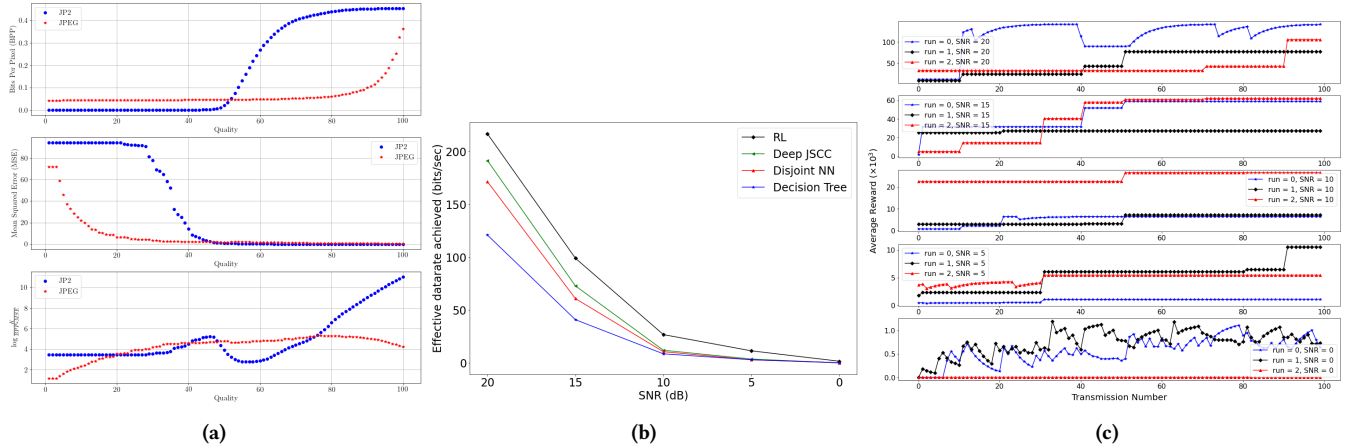 JP2
JPEG
Bits Per Pixel (BPP)
0.4
0.3
0.2
0.1
0.0
0
20
40
60
80
100
Quality
JP2
JPEG
Mean Squared Error (MSE)
80
60
40
20
0
0
20
40
60
80
100
Quality
JP2
JPEG
10
8
6
4
2
0
20
40
60
80
100
Quality
(a)
RL
Deep JSCC
Disjoint NN
Decision Tree
Effective datarate achieved (bits/sec)
200
150
100
50
0
20
15
10
5
0
SNR (dB)
(b)
run = 0, SNR = 20
run = 1, SNR = 20
run = 2, SNR = 20
100
50
0
20
40
60
80
100
run = 0, SNR = 15
run = 1, SNR = 15
run = 2, SNR = 15
60
40
20
0
0
20
40
60
80
100
run = 0, SNR = 10
run = 1, SNR = 10
run = 2, SNR = 10
20
10
0
0
20
40
60
80
100
run = 0, SNR = 5
run = 1, SNR = 5
run = 2, SNR = 5
10
5
0
0
20
40
60
80
100
run = 0, SNR = 0
run = 1, SNR = 0
run = 2, SNR = 0
1.0
0.5
0.0
0
20
40
60
80
100
Average Reward (×10³)
Transmission Number
(c)